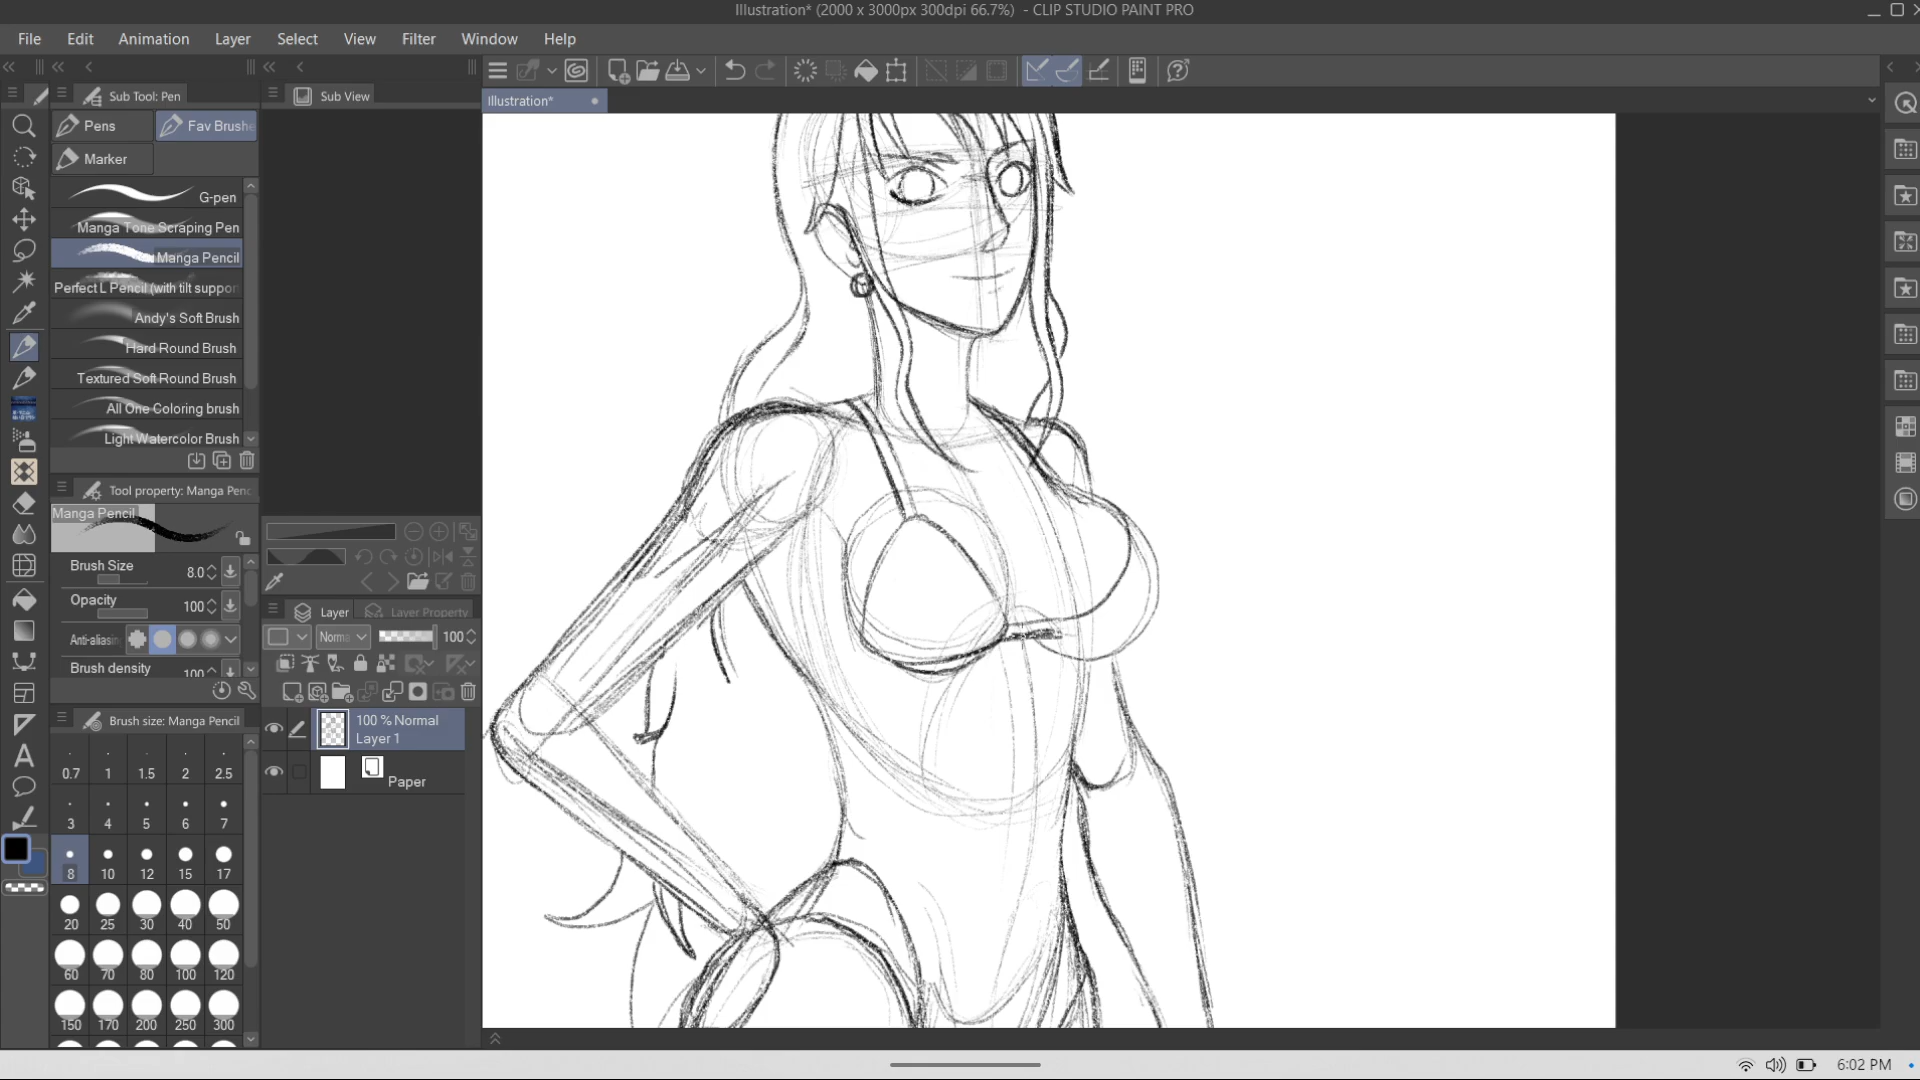 Illustration* (2000 x 3000px 300dpi 66.7%) - CLIP STUDIO PAINT PRO
File Edit Animation Layer Select View Filter Window Help
Sub Tool: Pen
Sub View
Illustration*
Pens
Fav Brushe
Marker
G-pen
Manga Tone Scraping Pen
Manga Pencil
Perfect L Pencil (with tilt suppor
Andy's Soft Brush
Hard Round Brush
Textured Soft Round Brush
All One Coloring brush
Light Watercolor Brush
Tool property: Manga Penc
Manga Pencil
Brush Size 8.0
Opacity 100
Anti-aliasing
Brush density 100
Brush size: Manga Pencil
0.7 1 1.5 2 2.5
3 4 5 6 7
8 10 12 15 17
20 25 30 40 50
60 70 80 100 120
150 170 200 250 300
Layer Layer Property
Norma 100
100 % Normal
Layer 1
Paper
6:02 PM